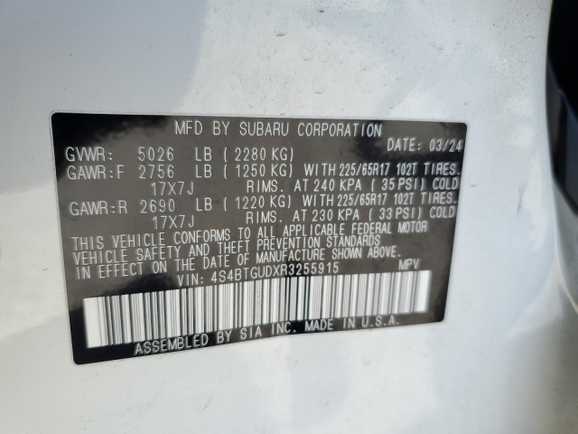 MFD BY SUBARU CORPORATION
DATE: 03/24
GVWR: 5026 LB (2280 KG)
GAWR:F 2756 LB (1250 KG) WITH 225/65R17 102T TIRES.
17X7J RIMS. AT 240 KPA (35 PSI) COLD
GAWR:R 2690 LB (1220 KG) WITH 225/65R17 102T TIRES.
17X7J RIMS. AT 230 KPA (33 PSI) COLD
THIS VEHICLE CONFORMS TO ALL APPLICABLE FEDERAL MOTOR
VEHICLE SAFETY AND BUMPER STANDARDS
IN EFFECT ON THE DATE OF MANUFACTURE SHOWN ABOVE.
VIN: 4S4BTGUDXR3255915 MPV
ASSEMBLED BY SIA INC. MADE IN U.S.A.